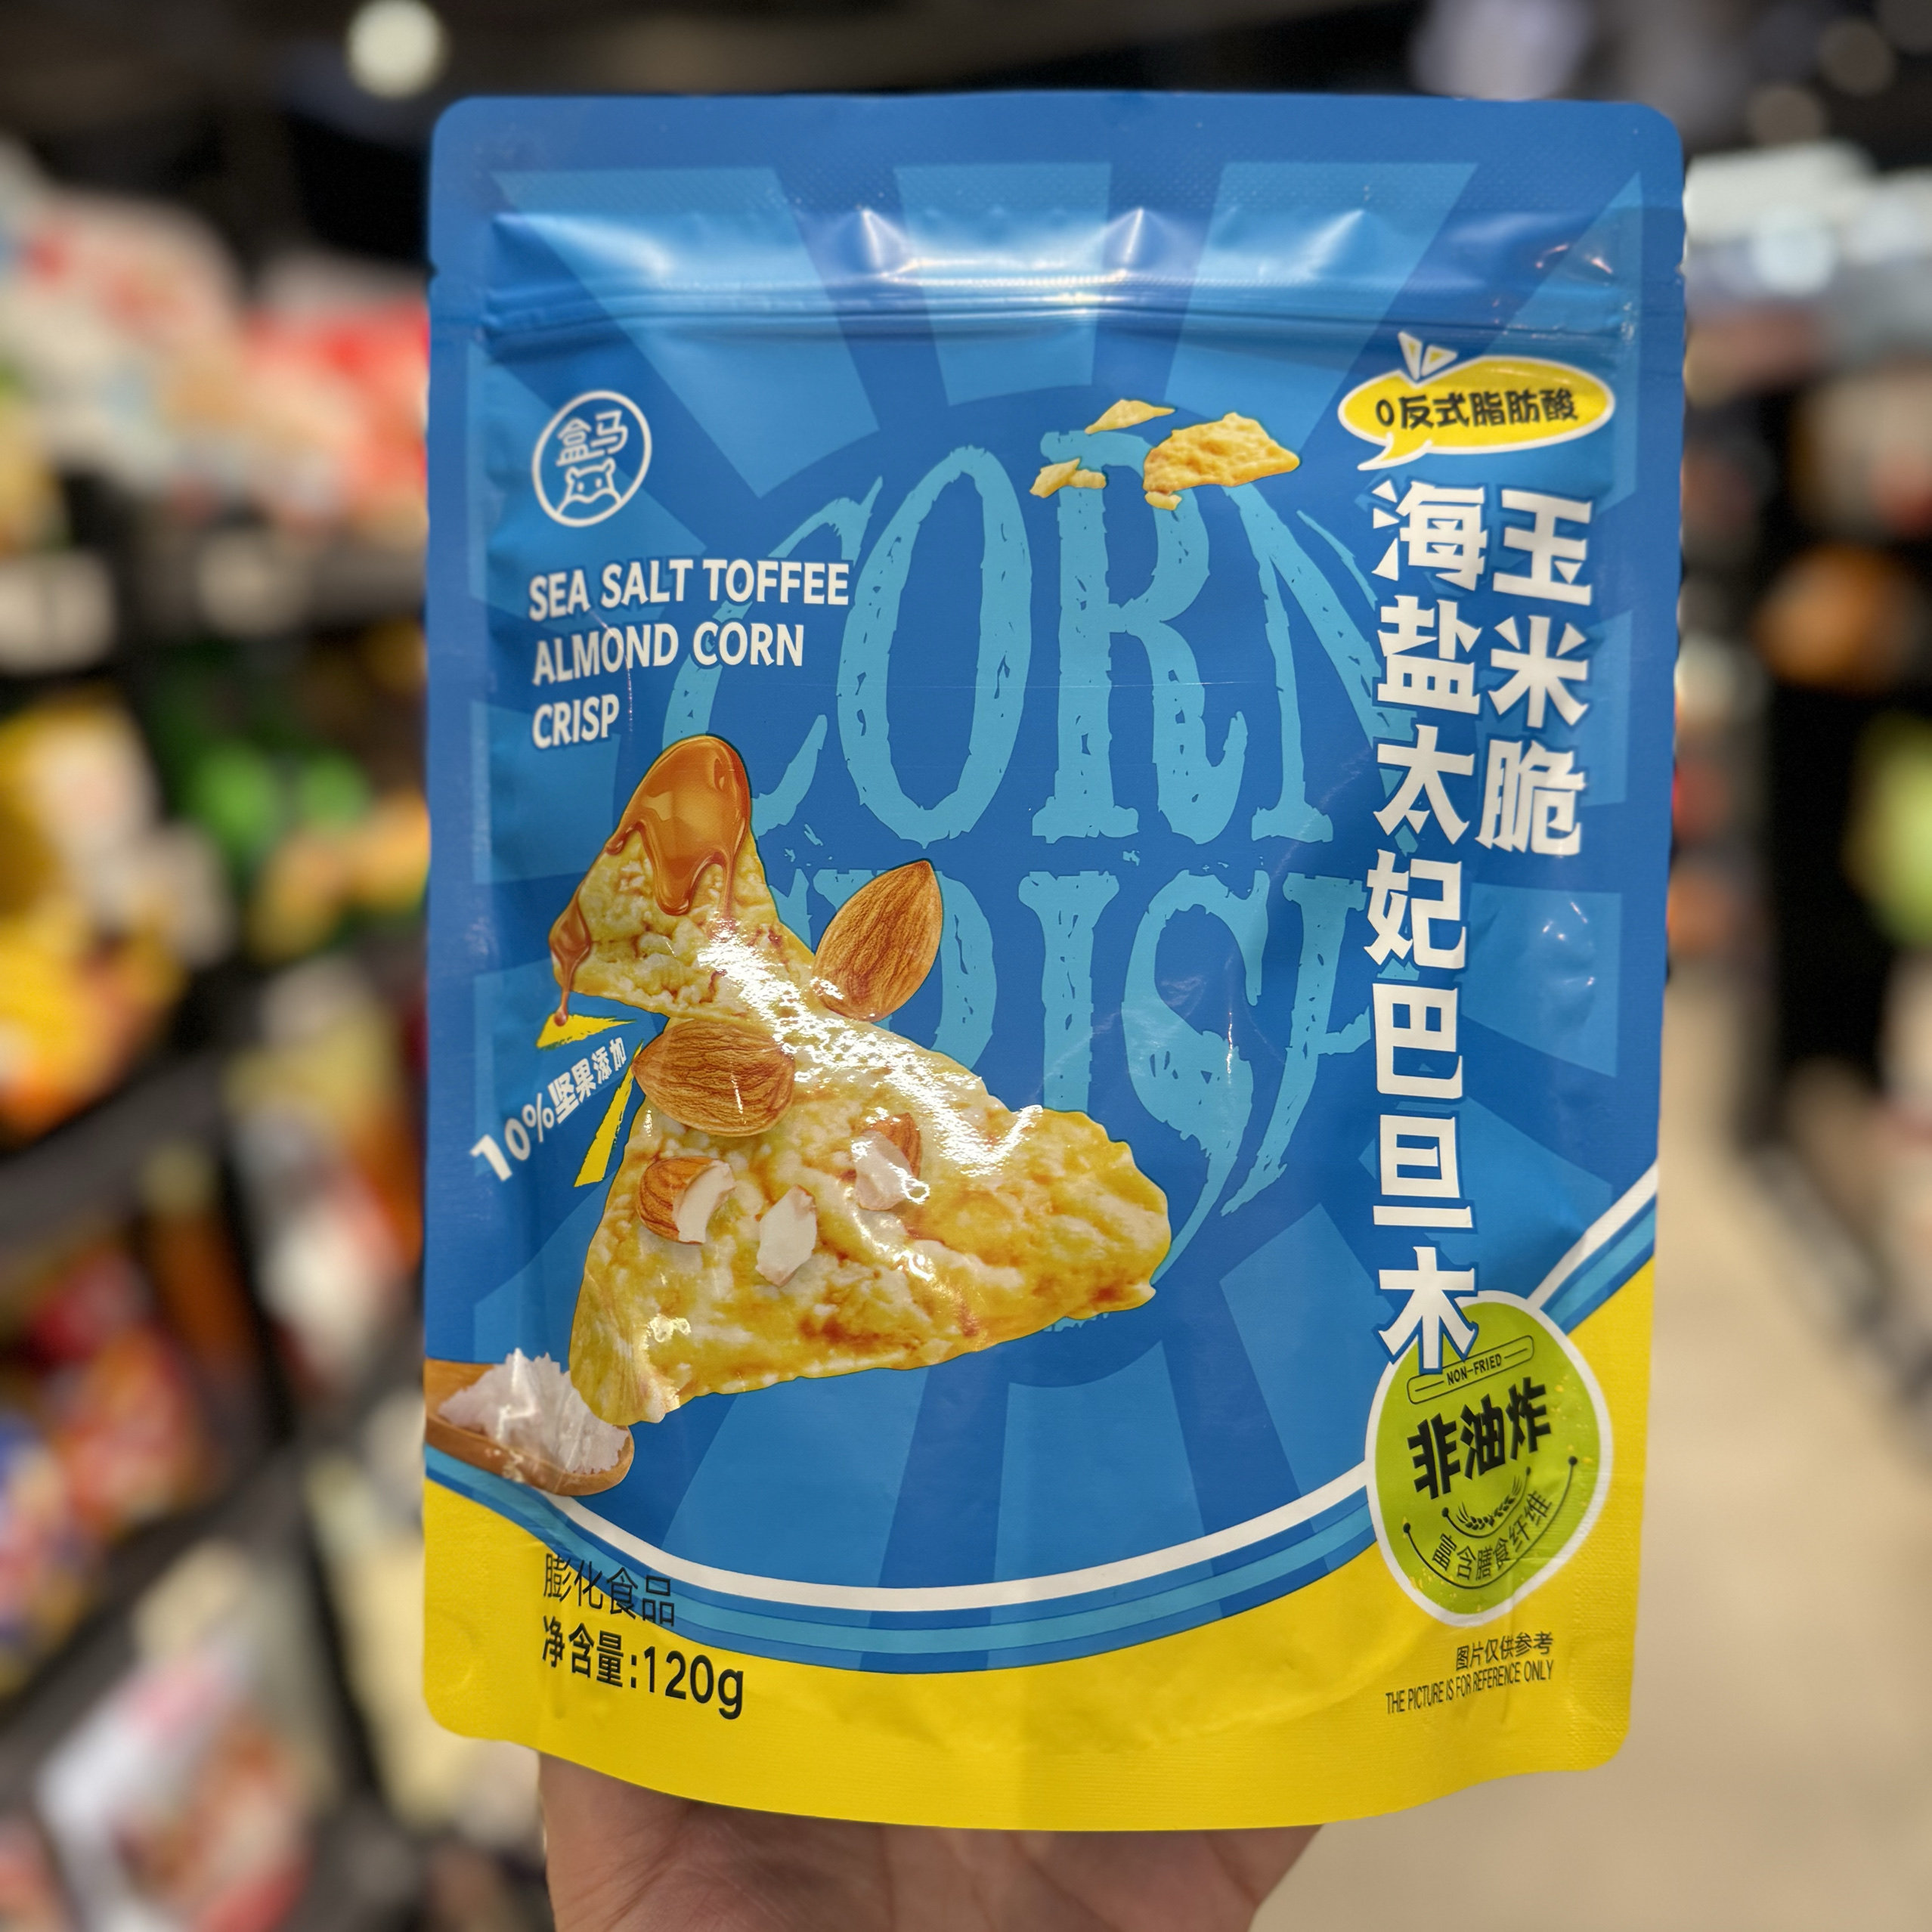 盒马
SEA SALT TOFFEE
ALMOND CORN
CRISP
CORN
CRISP
0反式脂肪酸
海盐太妃巴旦木
玉米脆
10%坚果添加
NON-FRIED
非油炸
富含膳食纤维
膨化食品
净含量:120g
图片仅供参考
THE PICTURE IS FOR REFERENCE ONLY